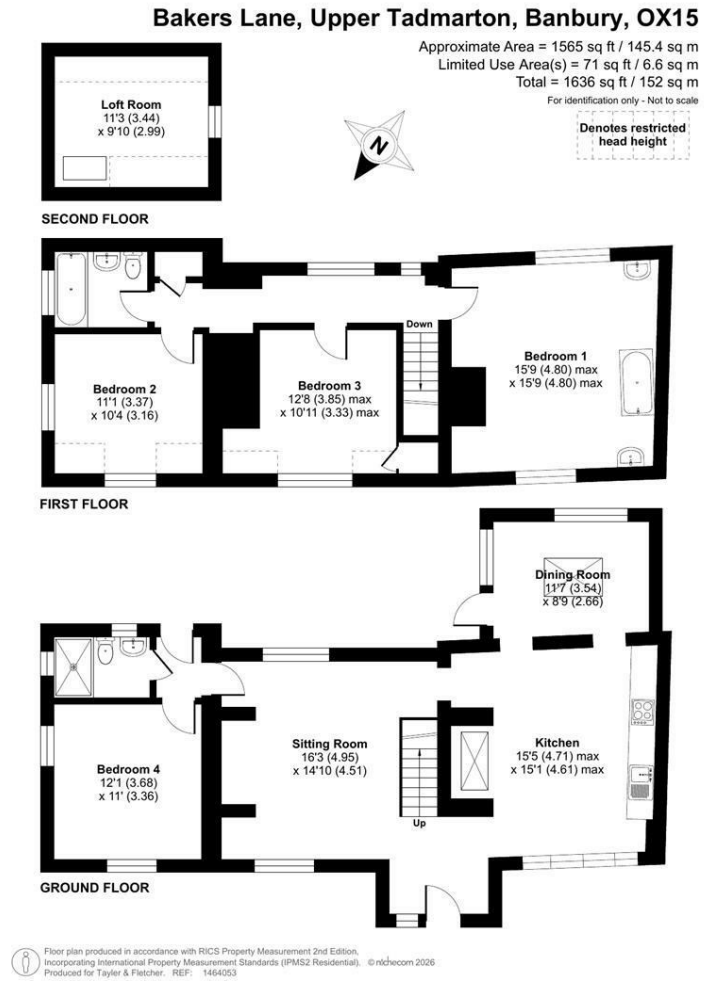 Bakers Lane, Upper Tadmarton, Banbury, OX15
Approximate Area = 1565 sq ft / 145.4 sq m
Limited Use Area(s) = 71 sq ft / 6.6 sq m
Total = 1636 sq ft / 152 sq m
For identification only - Not to scale
Denotes restricted
head height
N
Loft Room
11'3 (3.44)
x 9'10 (2.99)
SECOND FLOOR
Down
Bedroom 1
15'9 (4.80) max
x 15'9 (4.80) max
Bedroom 2
11'1 (3.37)
x 10'4 (3.16)
Bedroom 3
12'8 (3.85) max
x 10'11 (3.33) max
FIRST FLOOR
Dining Room
11'7 (3.54)
x 8'9 (2.66)
Sitting Room
16'3 (4.95)
x 14'10 (4.51)
Kitchen
15'5 (4.71) max
x 15'1 (4.61) max
Bedroom 4
12'1 (3.68)
x 11' (3.36)
Up
GROUND FLOOR
Floor plan produced in accordance with RICS Property Measurement 2nd Edition,
Incorporating International Property Measurement Standards (IPMS2 Residential). © nichecom 2026
Produced for Tayler & Fletcher. REF: 1464053